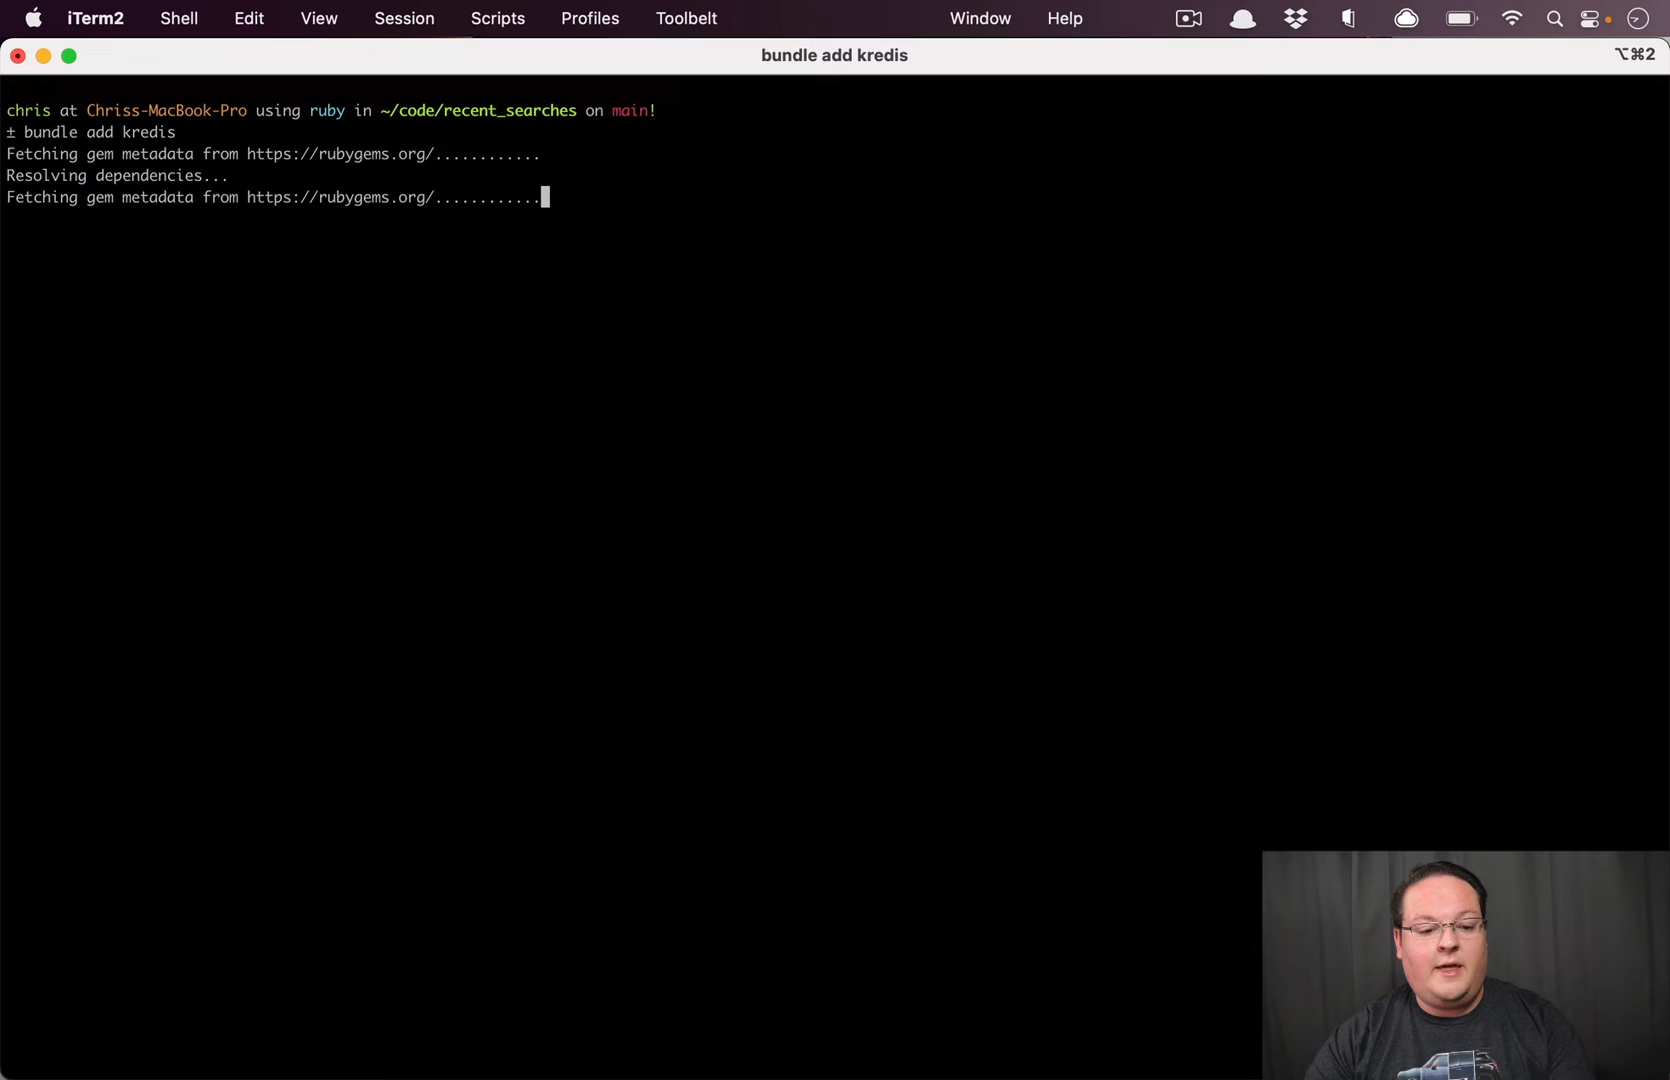 iTerm2 Shell Edit View Session Scripts Profiles Toolbelt Window Help
bundle add kredis ⌥⌘2
chris at Chriss-MacBook-Pro using ruby in ~/code/recent_searches on main!
± bundle add kredis
Fetching gem metadata from https://rubygems.org/............
Resolving dependencies...
Fetching gem metadata from https://rubygems.org/............